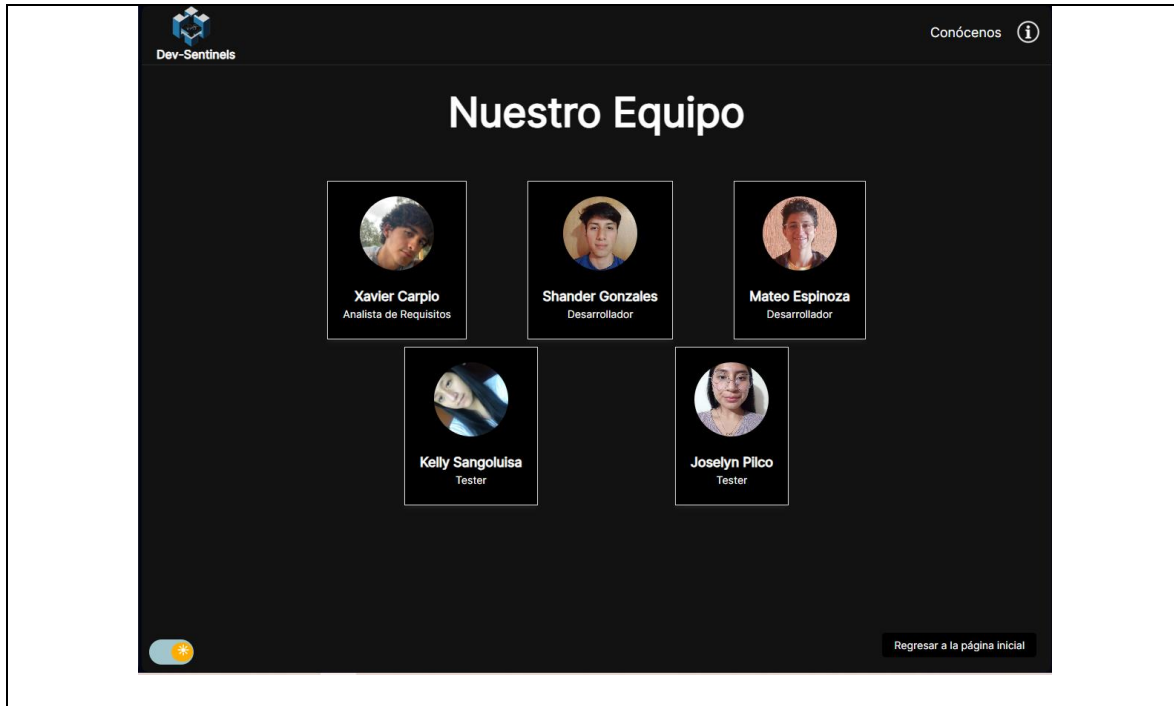 Dev-Sentinels
Conócenos
Nuestro Equipo
Xavier Carpio
Analista de Requisitos
Shander Gonzales
Desarrollador
Mateo Espinoza
Desarrollador
Kelly Sangoluisa
Tester
Joselyn Pilco
Tester
Regresar a la página inicial